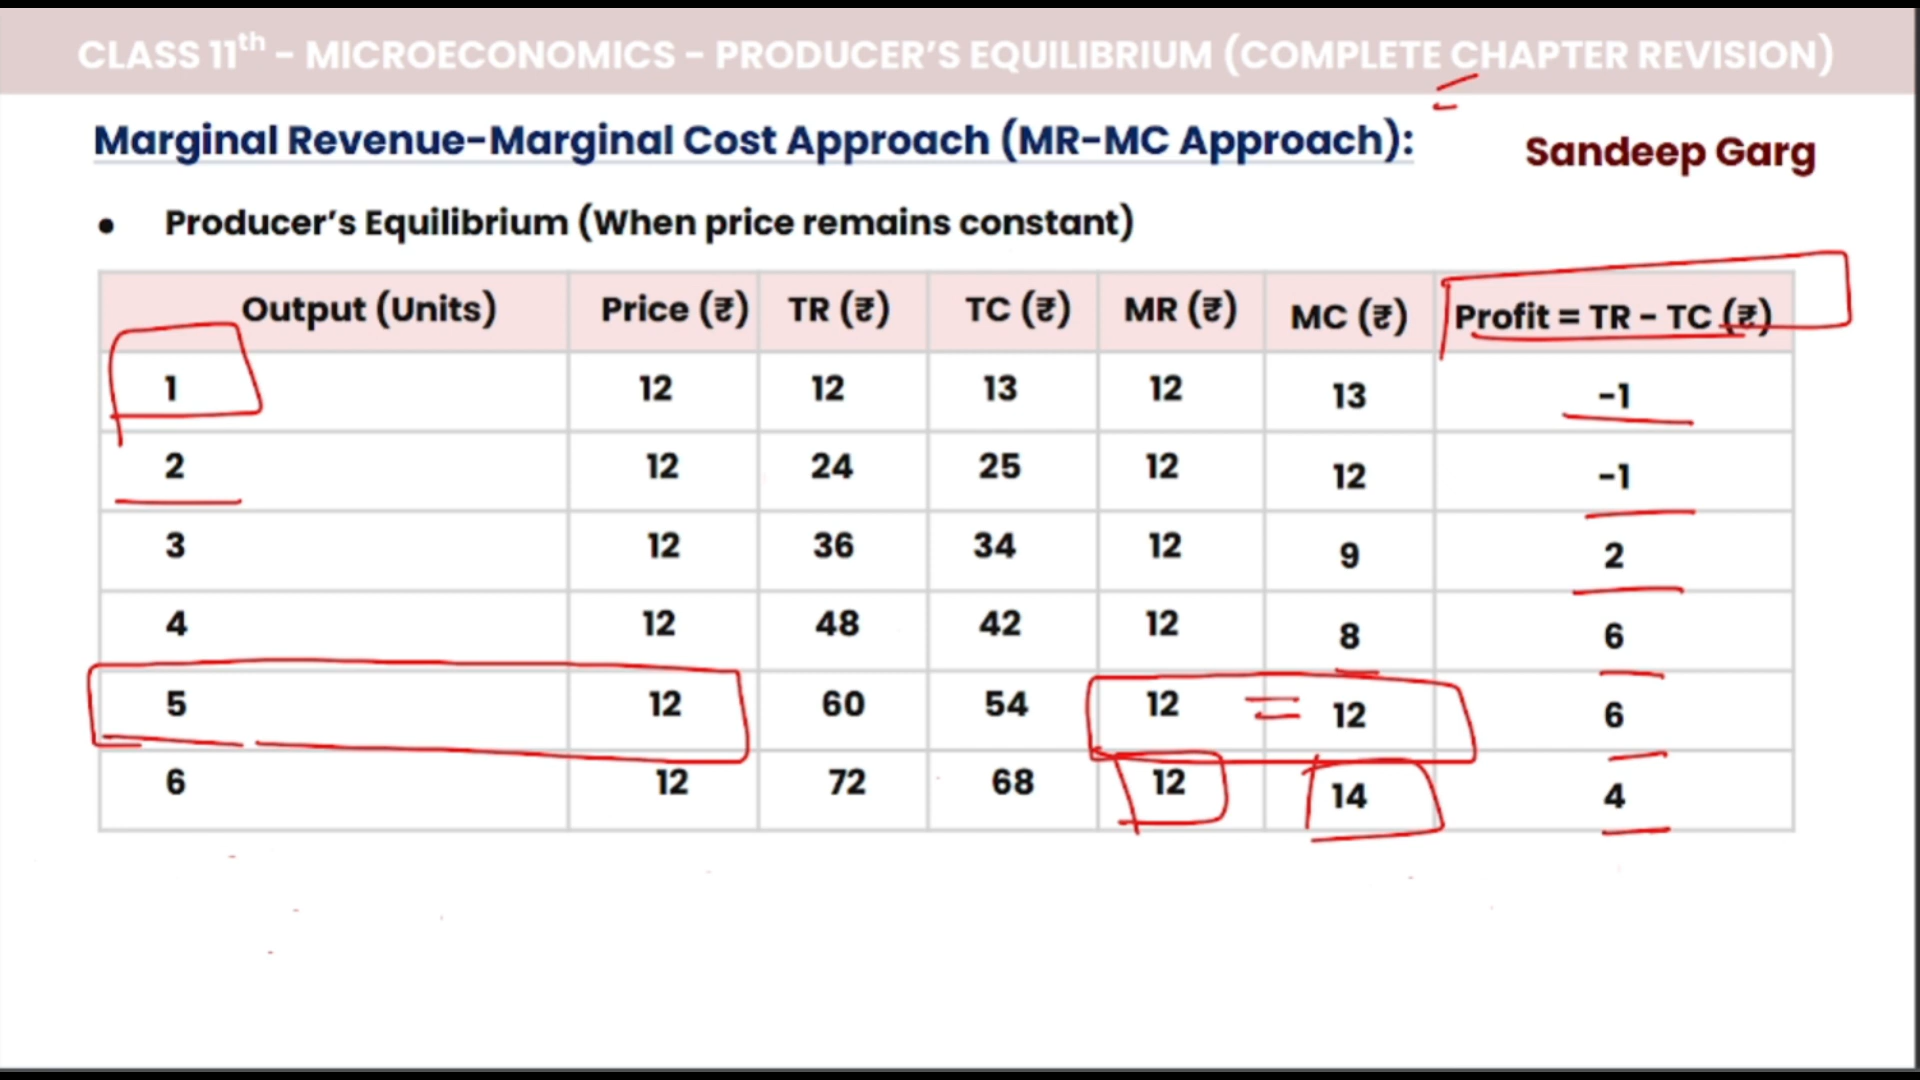 CLASS 11th - MICROECONOMICS - PRODUCER'S EQUILIBRIUM (COMPLETE CHAPTER REVISION)
Marginal Revenue-Marginal Cost Approach (MR-MC Approach):
Sandeep Garg
• Producer's Equilibrium (When price remains constant)
Output (Units) Price (₹) TR (₹) TC (₹) MR (₹) MC (₹) Profit = TR - TC (₹)
1 12 12 13 12 13 -1
2 12 24 25 12 12 -1
3 12 36 34 12 9 2
4 12 48 42 12 8 6
5 12 60 54 12 = 12 6
6 12 72 68 12 14 4